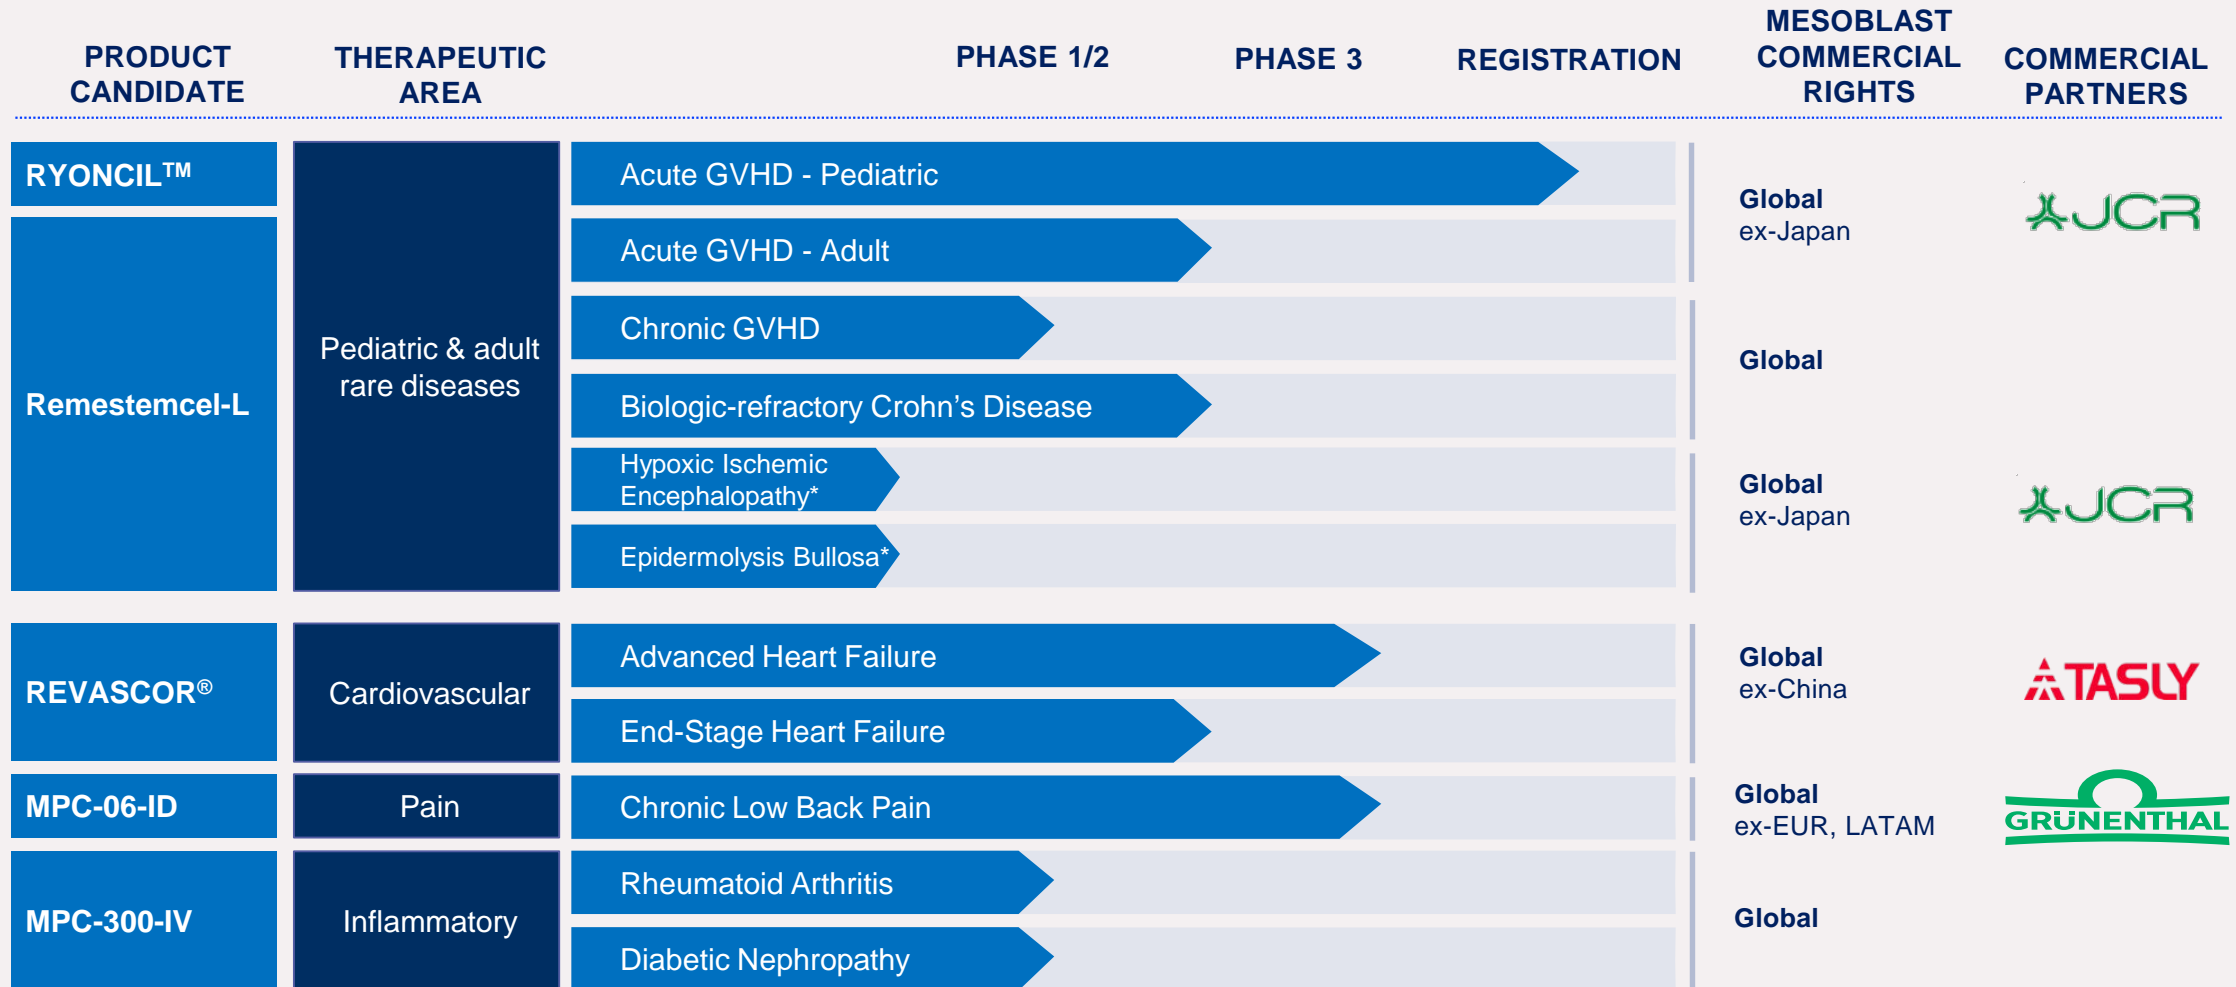 PRODUCT
CANDIDATE
THERAPEUTIC
AREA
PHASE 1/2
PHASE 3
REGISTRATION
MESOBLAST
COMMERCIAL
RIGHTS
COMMERCIAL
PARTNERS
RYONCIL™
Remestemcel-L
Pediatric & adult
rare diseases
Acute GVHD - Pediatric
Acute GVHD - Adult
Chronic GVHD
Biologic-refractory Crohn’s Disease
Hypoxic Ischemic
Encephalopathy*
Epidermolysis Bullosa*
Global
ex-Japan
JCR
Global
Global
ex-Japan
JCR
REVASCOR®
Cardiovascular
Advanced Heart Failure
End-Stage Heart Failure
Global
ex-China
TASLY
MPC-06-ID
Pain
Chronic Low Back Pain
Global
ex-EUR, LATAM
GRÜNENTHAL
MPC-300-IV
Inflammatory
Rheumatoid Arthritis
Diabetic Nephropathy
Global